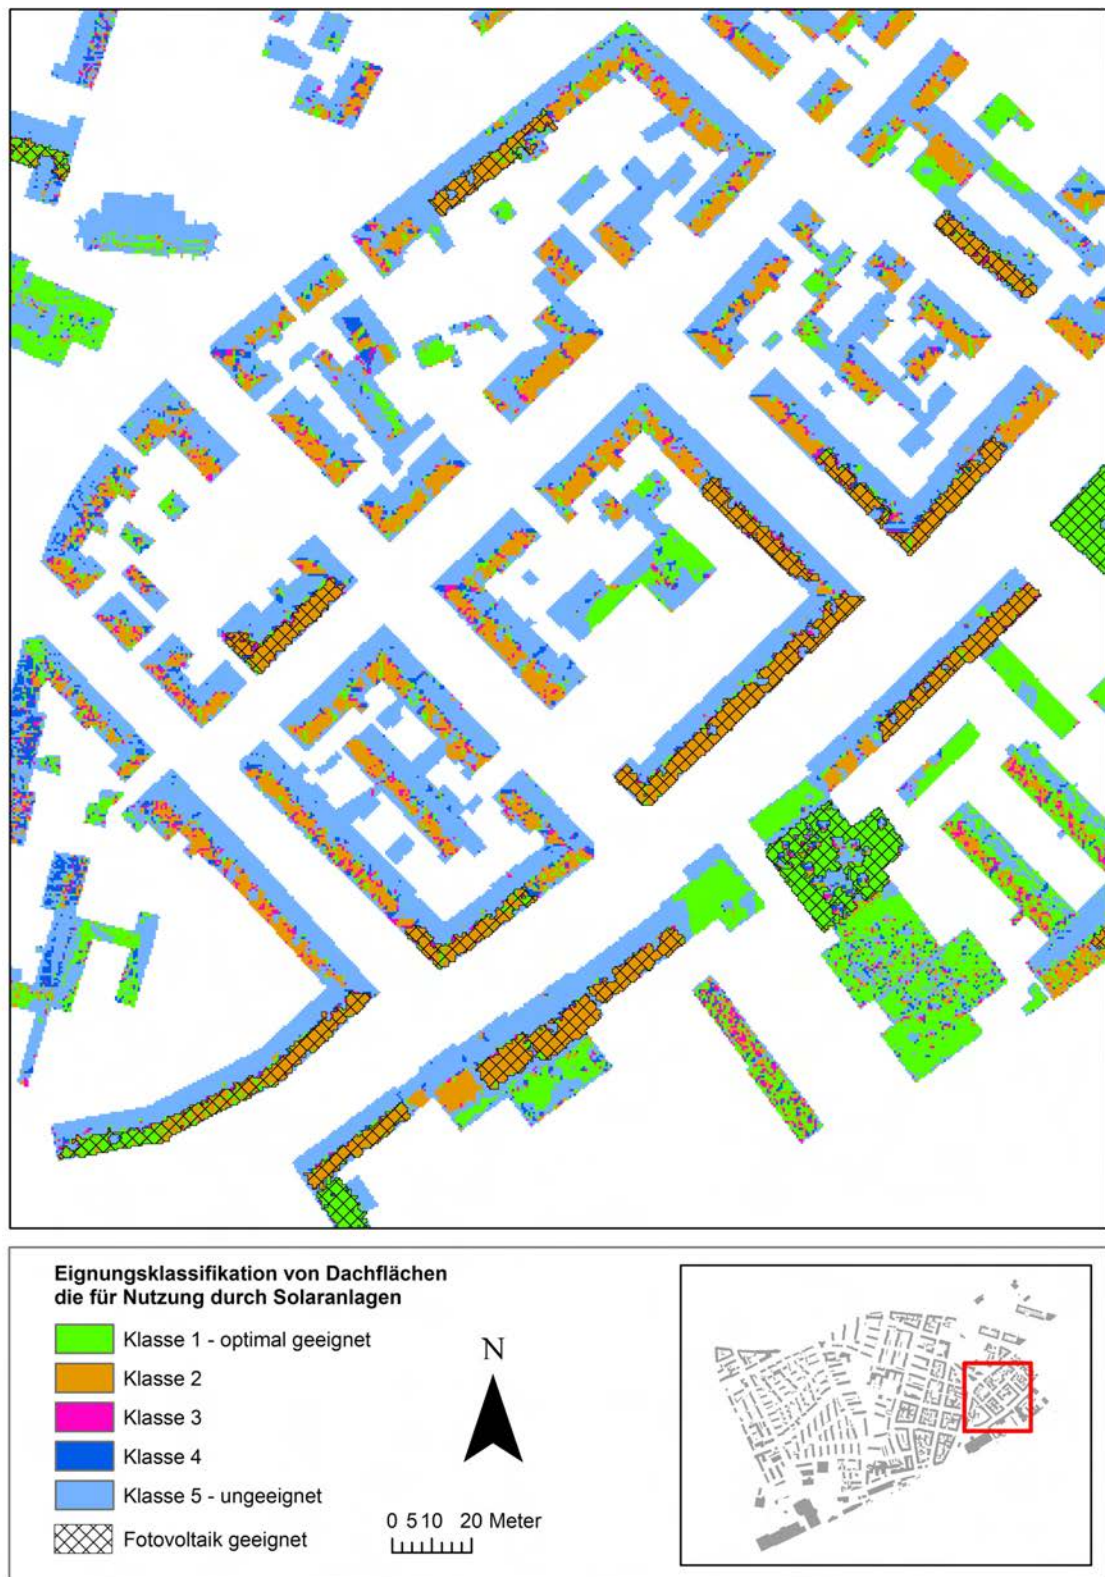 Eignungsklassifikation von Dachflächen
die für Nutzung durch Solaranlagen
Klasse 1 - optimal geeignet
Klasse 2
Klasse 3
Klasse 4
Klasse 5 - ungeeignet
Fotovoltaik geeignet
N
0 5 10 20 Meter